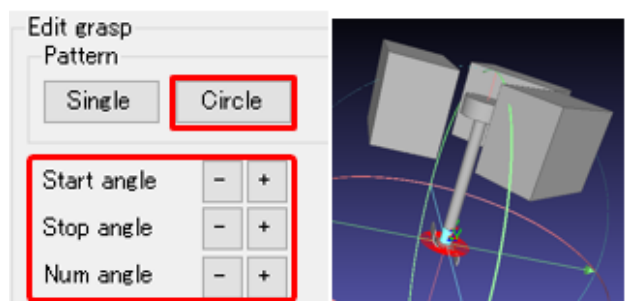 Edit grasp
Pattern
Single Circle
Start angle - +
Stop angle - +
Num angle - +